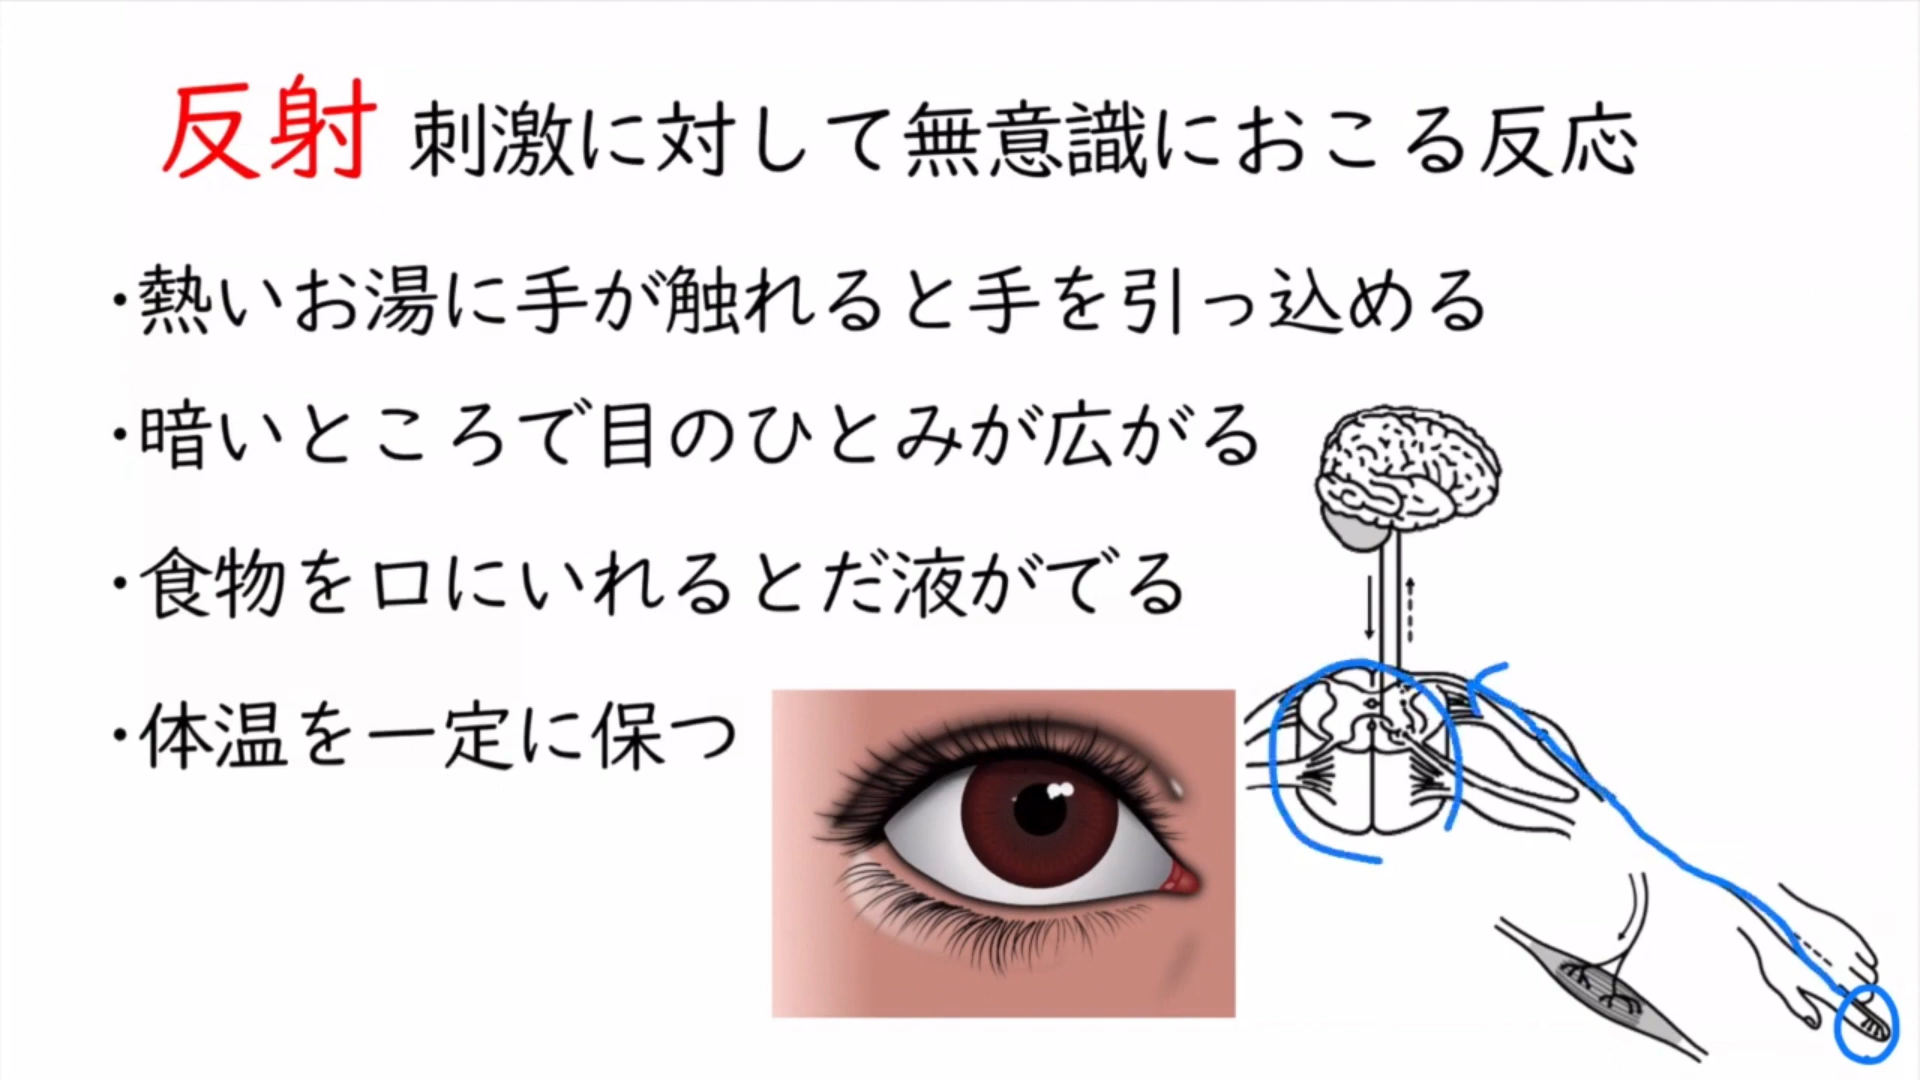 反射 刺激に対して無意識におこる反応
・熱いお湯に手が触れると手を引っ込める
・暗いところで目のひとみが広がる
・食物を口にいれるとだ液がでる
・体温を一定に保つ